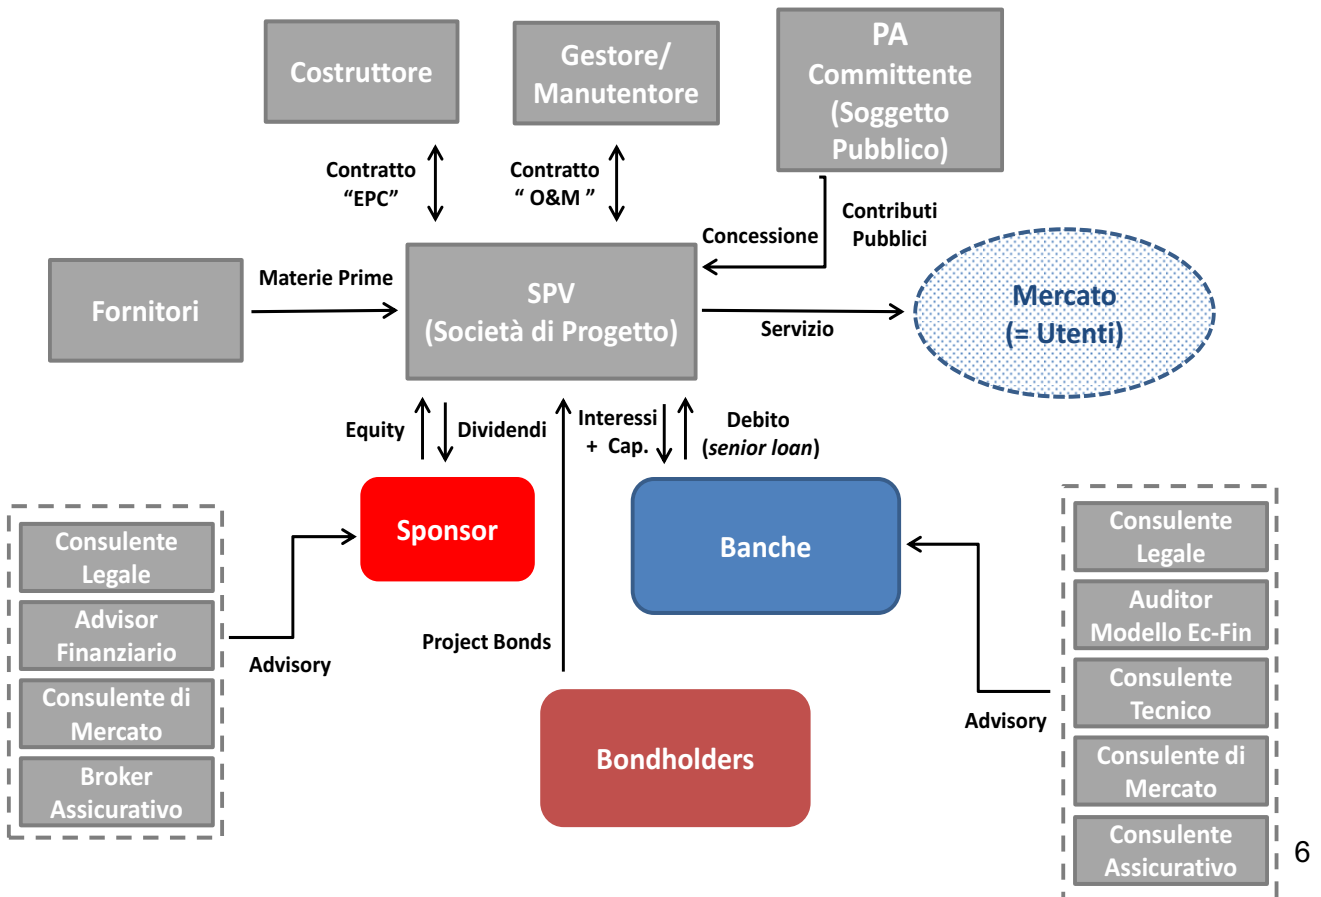 Costruttore
Gestore/
Manutentore
PA
Committente
(Soggetto
Pubblico)
Contratto
“EPC”
Contratto
“ O&M ”
Concessione
Contributi
Pubblici
Fornitori
Materie Prime
SPV
(Società di Progetto)
Servizio
Mercato
(= Utenti)
Equity
Dividendi
Interessi
+ Cap.
Debito
(senior loan)
Sponsor
Banche
Consulente
Legale
Advisor
Finanziario
Consulente di
Mercato
Broker
Assicurativo
Advisory
Project Bonds
Bondholders
Advisory
Consulente
Legale
Auditor
Modello Ec-Fin
Consulente
Tecnico
Consulente di
Mercato
Consulente
Assicurativo
6